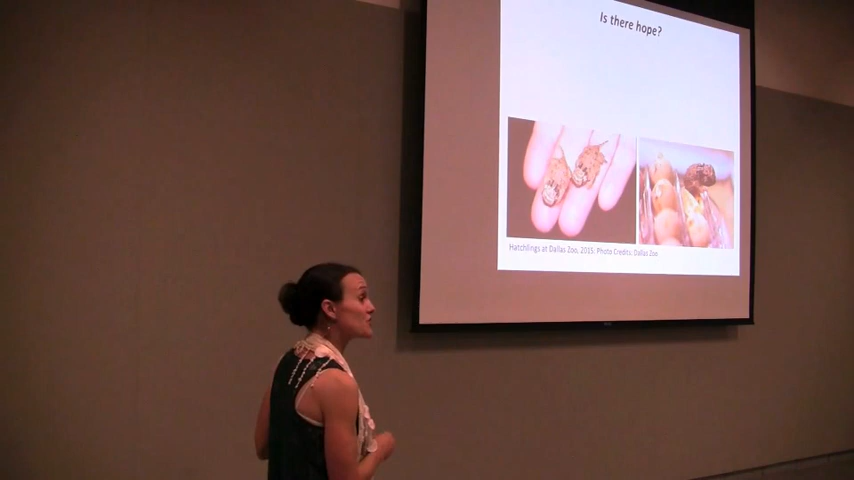 Is there hope?
Hatchlings at Dallas Zoo, 2015. Photo Credits: Dallas Zoo